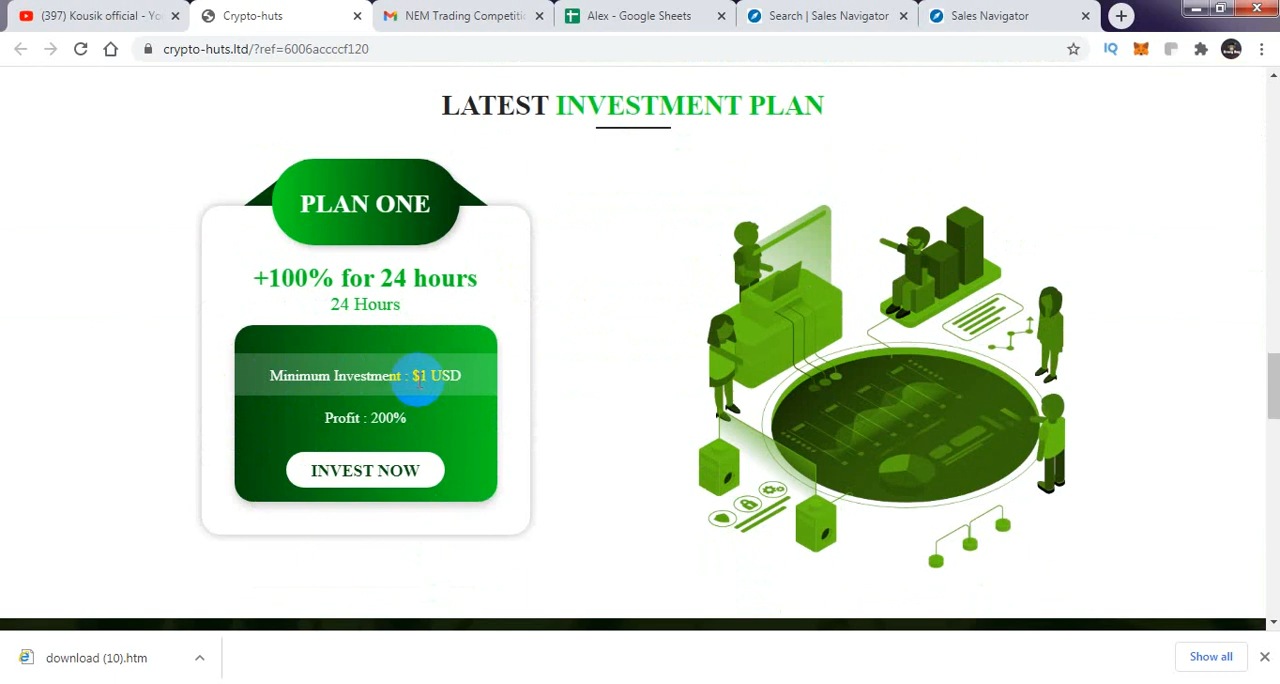 (397) Kousik official - Yo
Crypto-huts
NEM Trading Competiti
Alex - Google Sheets
Search | Sales Navigator
Sales Navigator
crypto-huts.ltd/?ref=6006accccf120
IQ
LATEST INVESTMENT PLAN
PLAN ONE
+100% for 24 hours
24 Hours
Minimum Investment : $1 USD
Profit : 200%
INVEST NOW
download (10).htm
Show all